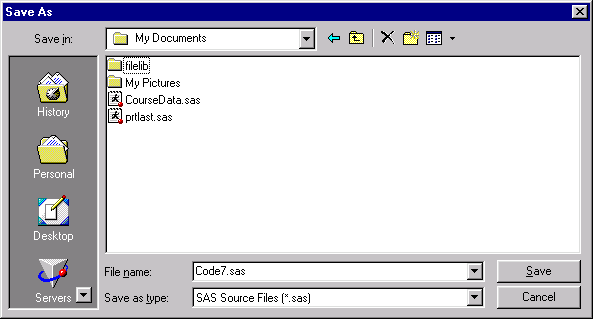 Save As
Save in: My Documents
filelib
My Pictures
CourseData.sas
prtlast.sas
History
Personal
Desktop
Servers
File name: Code7.sas Save
Save as type: SAS Source Files (*.sas) Cancel